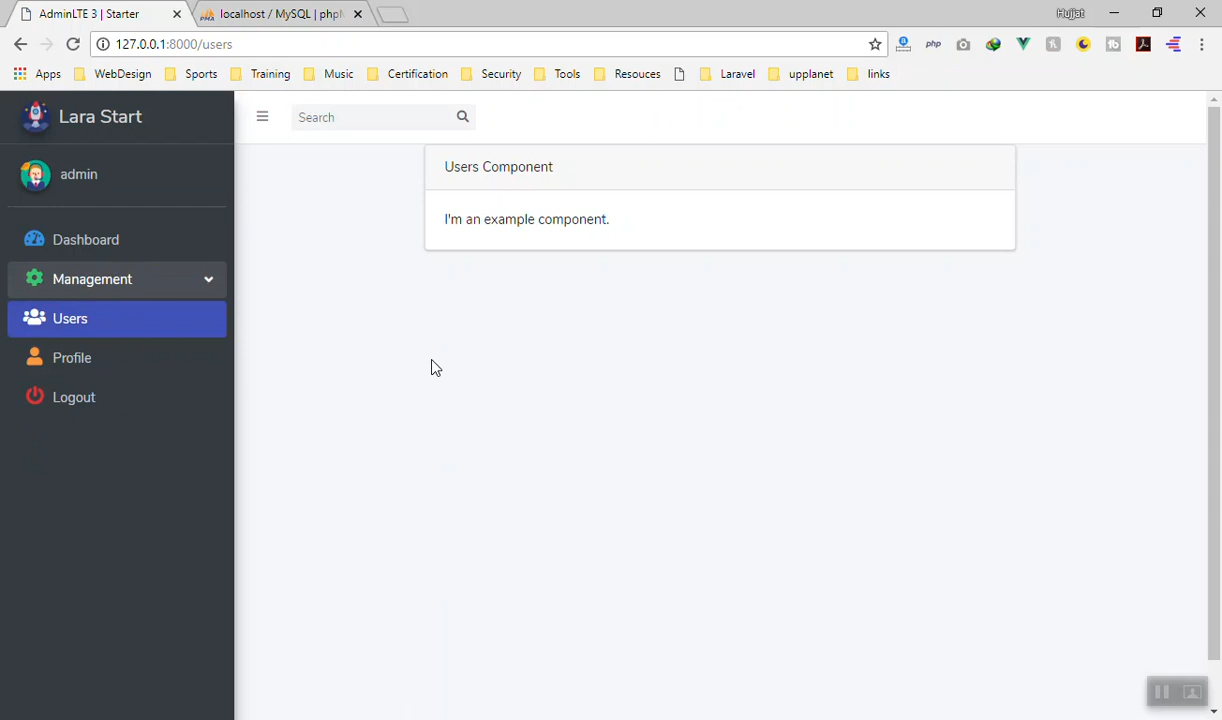 AdminLTE 3 | Starter
localhost / MySQL | phpM
Hujjst
127.0.0.1:8000/users
php
Apps
WebDesign
Sports
Training
Music
Certification
Security
Tools
Resouces
Laravel
upplanet
links
Lara Start
Search
admin
Users Component
I'm an example component.
Dashboard
Management
Users
Profile
Logout